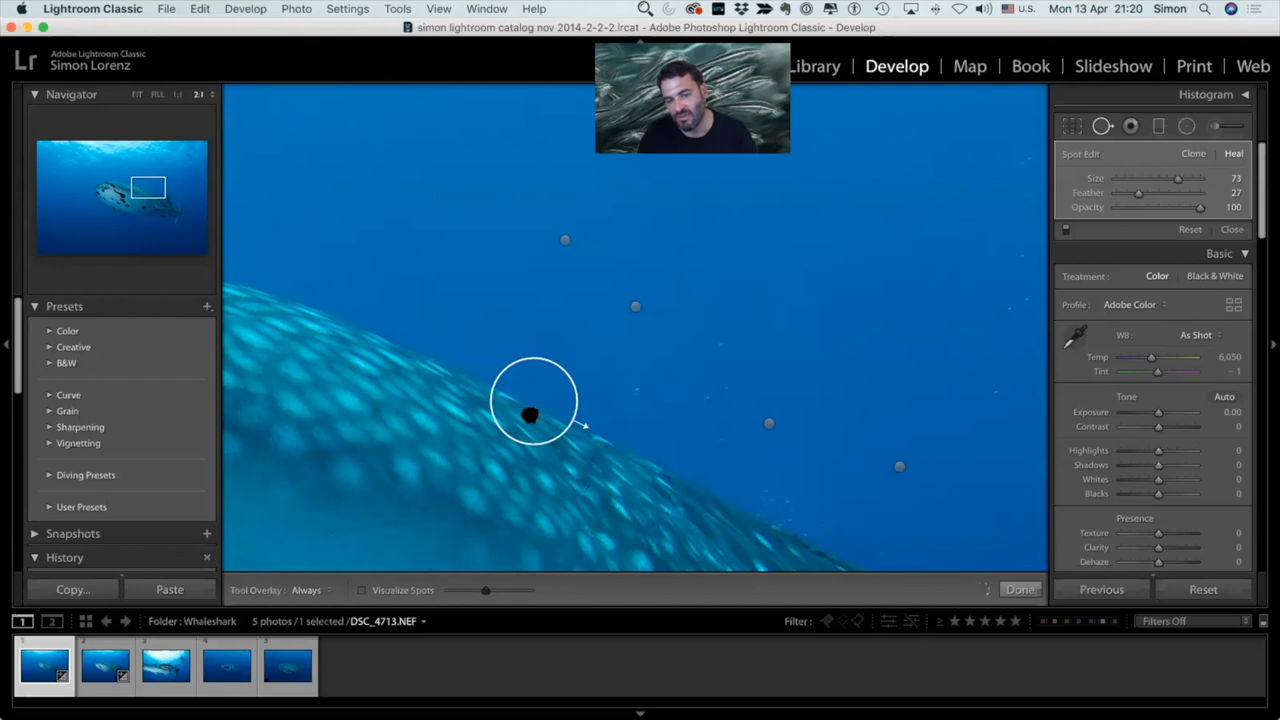 Lightroom Classic File Edit Develop Photo Settings Tools View Window Help U.S. Mon 13 Apr 21:20 Simon
simon lightroom catalog nov 2014-2-2-2.lrcat - Adobe Photoshop Lightroom Classic - Develop
Lr Adobe Lightroom Classic
Simon Lorenz
Library Develop Map Book Slideshow Print Web
Navigator FIT FILL 1:1 2:1
Histogram
Spot Edit : Clone Heal
Size 73
Feather 27
Opacity 100
Reset Close
Basic
Treatment : Color Black & White
Profile : Adobe Color
WB : As Shot
Temp 6,050
Tint – 1
Tone Auto
Exposure 0.00
Contrast 0
Highlights 0
Shadows 0
Whites 0
Blacks 0
Presence
Texture 0
Clarity 0
Dehaze 0
Presets
Color
Creative
B&W
Curve
Grain
Sharpening
Vignetting
Diving Presets
User Presets
Snapshots
History
Copy... Paste
Tool Overlay : Always Visualize Spots Done
Previous Reset
1 2 Folder : Whaleshark 5 photos / 1 selected / DSC_4713.NEF Filter : Filters Off
1 2 3 4 5